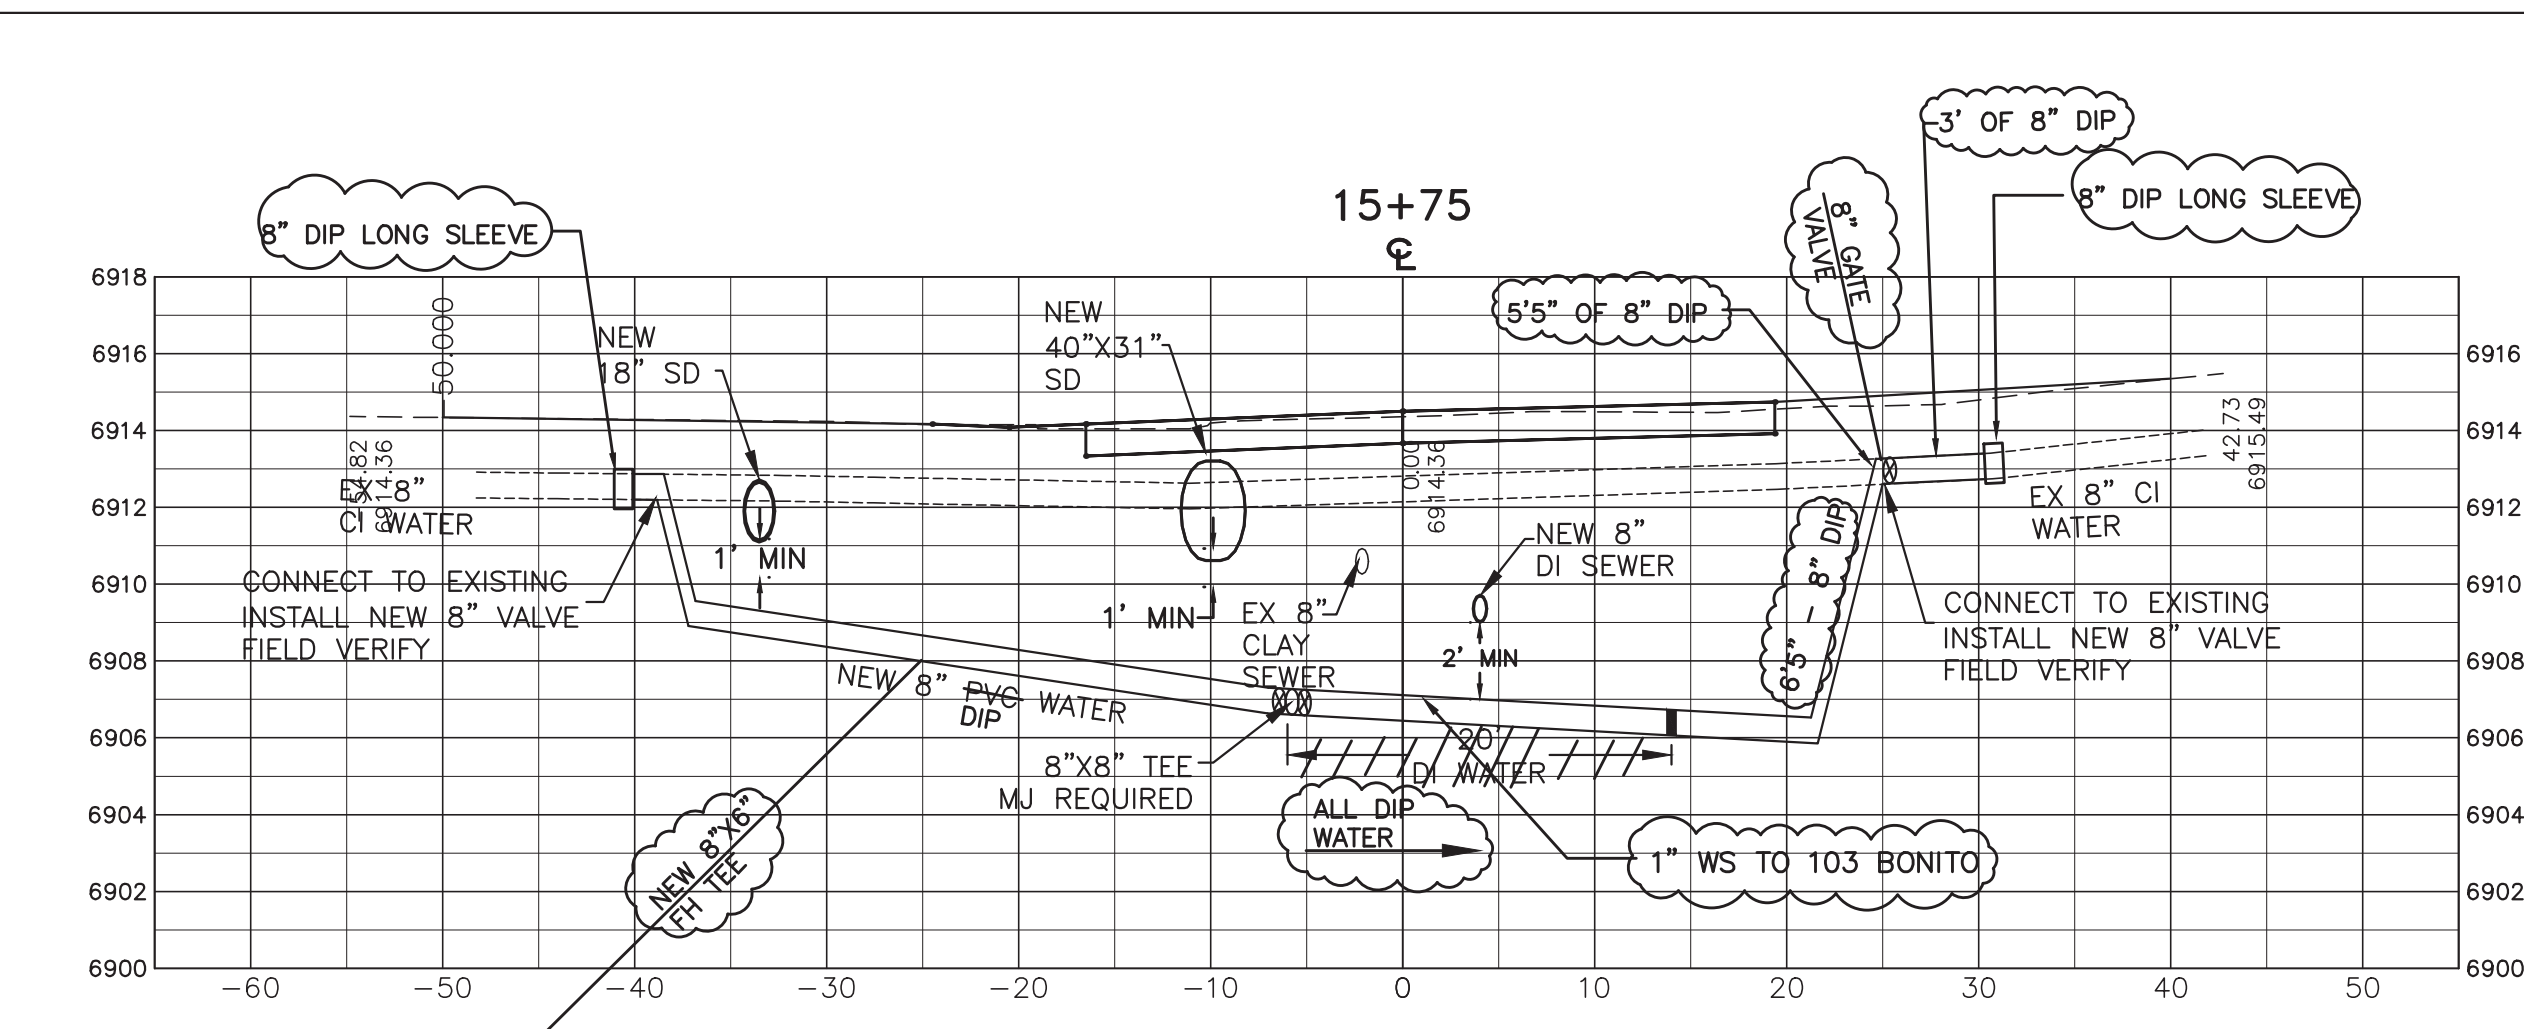 15+75
℄
3' OF 8" DIP
8" DIP LONG SLEEVE
8" DIP LONG SLEEVE
8" GATE
VALVE
5'5" OF 8" DIP
NEW
18" SD
NEW
40"X31"
SD
50.000
-54.82
6914.36
0.00
6914.36
42.73
6915.49
EX 8"
CI WATER
EX 8" CI
WATER
1' MIN
1' MIN
CONNECT TO EXISTING
INSTALL NEW 8" VALVE
FIELD VERIFY
EX 8"
CLAY
SEWER
NEW 8"
DI SEWER
2' MIN
6'5" - 8" DIP
CONNECT TO EXISTING
INSTALL NEW 8" VALVE
FIELD VERIFY
NEW 8" PVC WATER
DIP
8"X8" TEE
MJ REQUIRED
20'
DI WATER
ALL DIP
WATER
1" WS TO 103 BONITO
NEW 8"X6"
FH TEE
6918
6916
6914
6912
6910
6908
6906
6904
6902
6900
6916
6914
6912
6910
6908
6906
6904
6902
6900
-60 -50 -40 -30 -20 -10 0 10 20 30 40 50